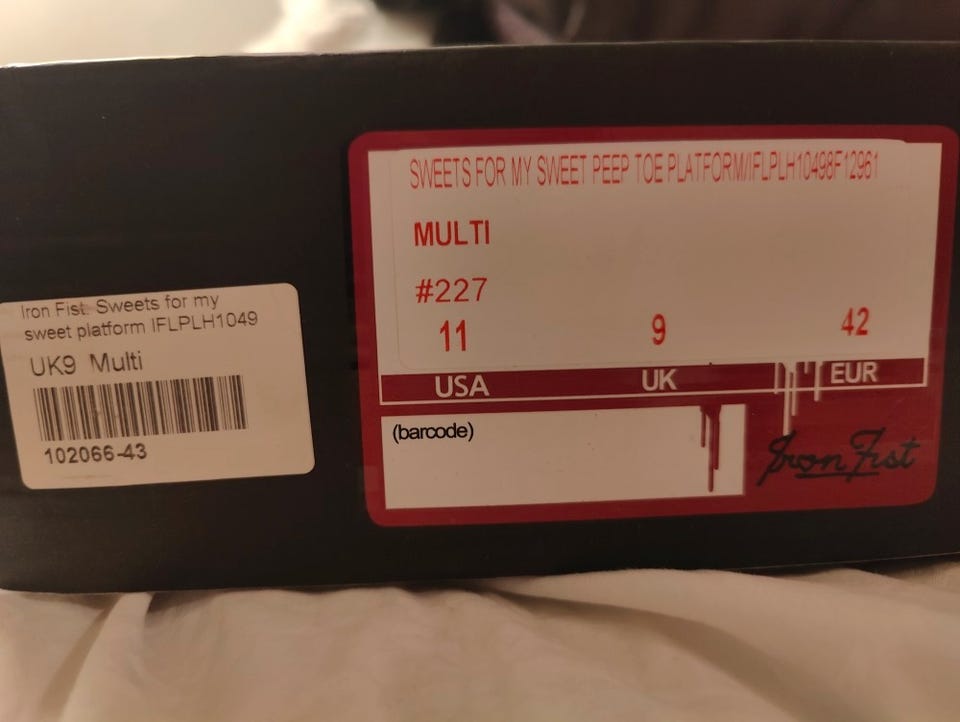 Iron Fist: Sweets for my
sweet platform IFLPLH1049
UK9 Multi
102066-43
SWEETS FOR MY SWEET PEEP TOE PLATFORM/IFLPLH10498F12961
MULTI
#227
11 9 42
USA UK EUR
(barcode)
Iron Fist